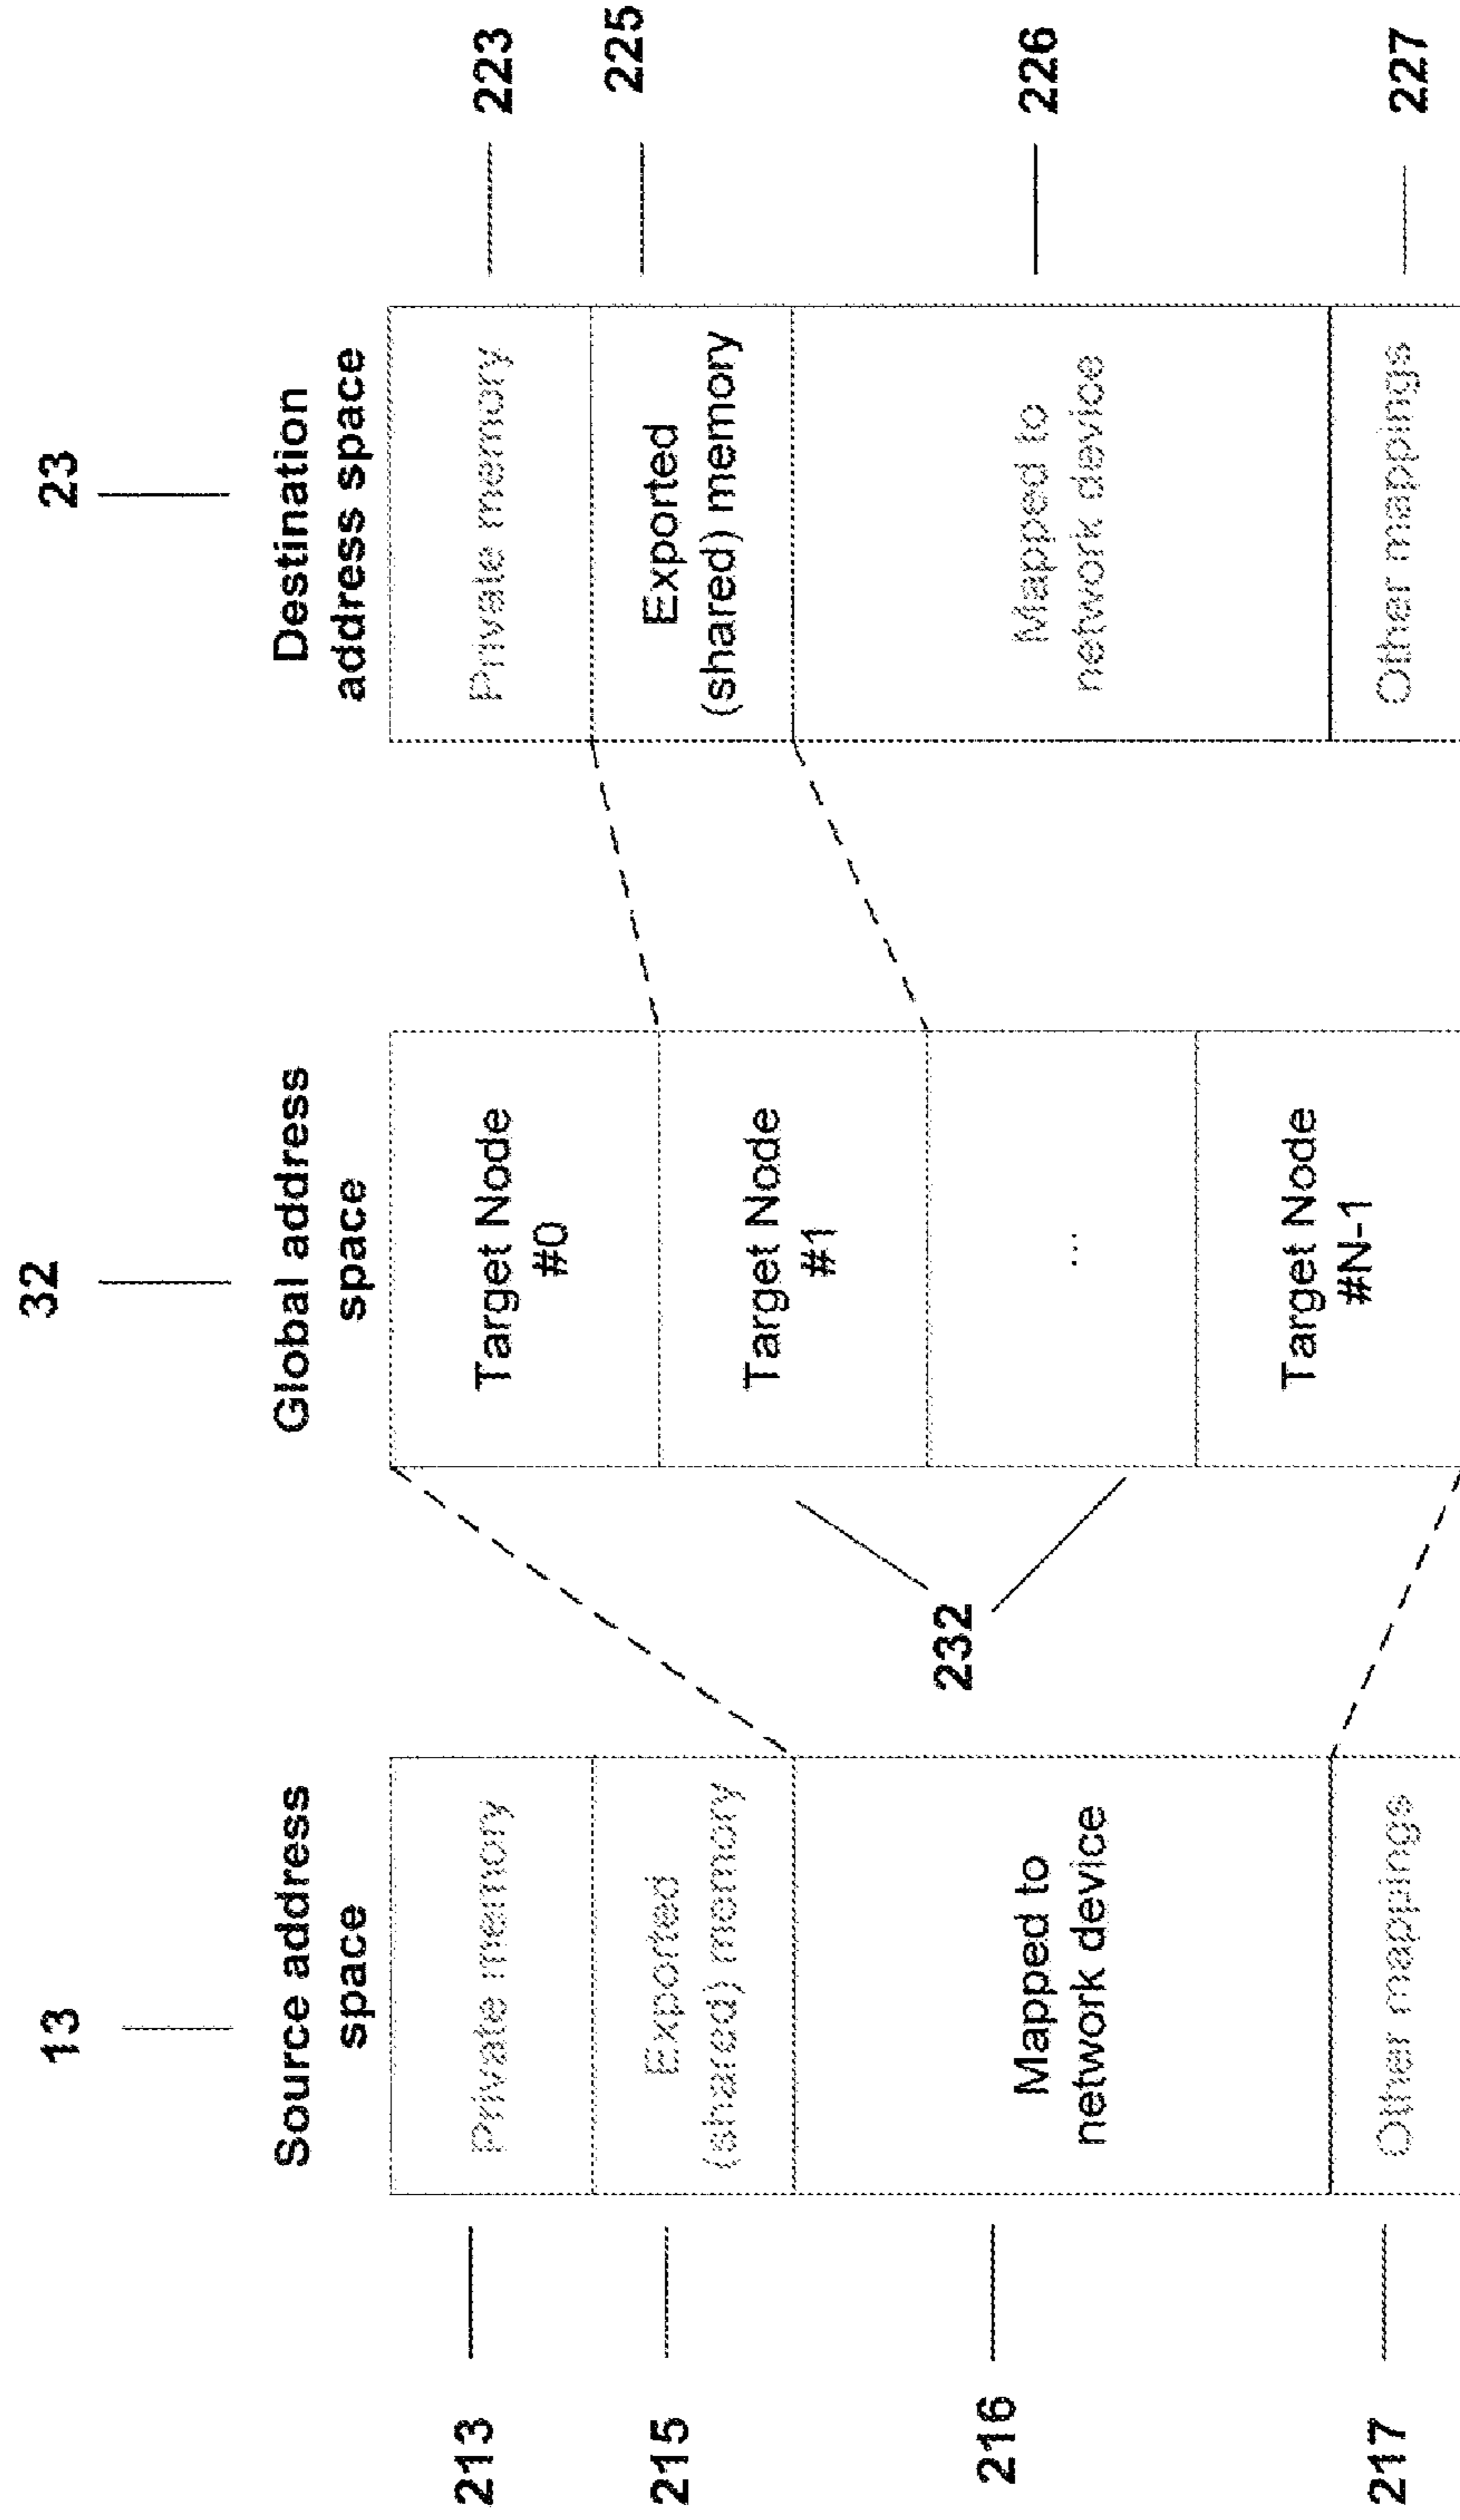 13
32
23
Source address
space
Global address
space
Destination
address space
213
Private memory
215
Exported
(shared) memory
216
Mapped to
network device
217
Other mappings
Target Node
#0
Target Node
#1
...
Target Node
#N-1
232
Private memory
223
Exported
(shared) memory
225
Mapped to
network device
226
Other mappings
227